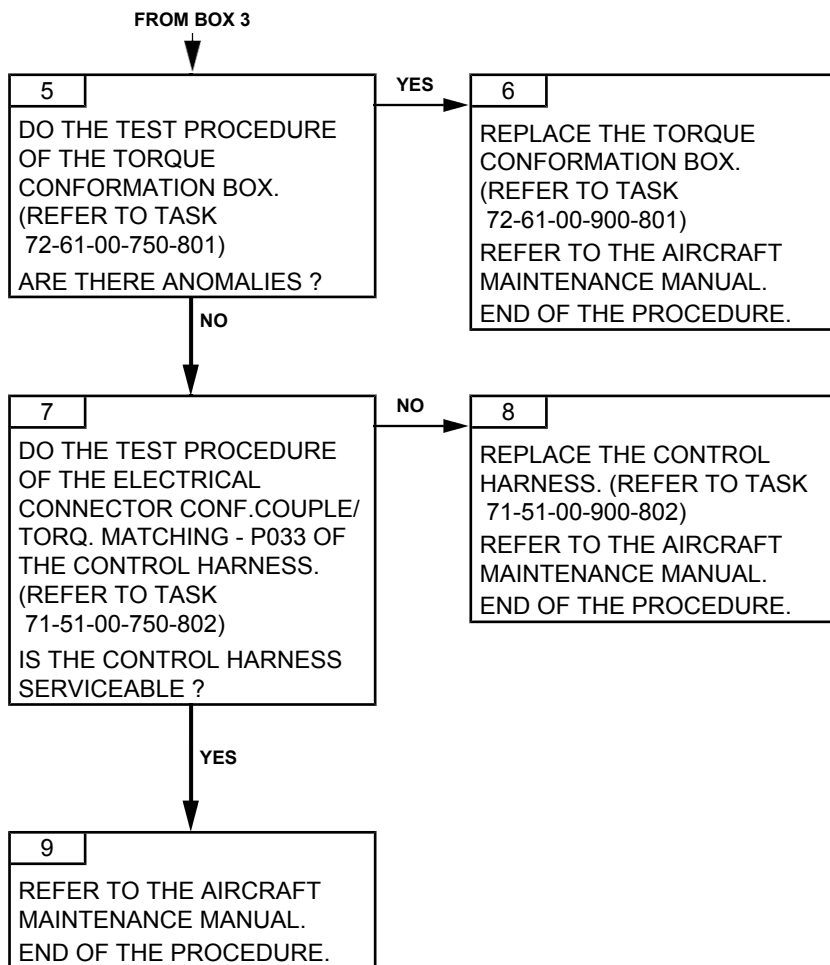 FROM BOX 3
5
DO THE TEST PROCEDURE
OF THE TORQUE
CONFORMATION BOX.
(REFER TO TASK
72-61-00-750-801)
ARE THERE ANOMALIES ?
YES
6
REPLACE THE TORQUE
CONFORMATION BOX.
(REFER TO TASK
72-61-00-900-801)
REFER TO THE AIRCRAFT
MAINTENANCE MANUAL.
END OF THE PROCEDURE.
NO
7
DO THE TEST PROCEDURE
OF THE ELECTRICAL
CONNECTOR CONF.COUPLE/
TORQ. MATCHING - P033 OF
THE CONTROL HARNESS.
(REFER TO TASK
71-51-00-750-802)
IS THE CONTROL HARNESS
SERVICEABLE ?
NO
8
REPLACE THE CONTROL
HARNESS. (REFER TO TASK
71-51-00-900-802)
REFER TO THE AIRCRAFT
MAINTENANCE MANUAL.
END OF THE PROCEDURE.
YES
9
REFER TO THE AIRCRAFT
MAINTENANCE MANUAL.
END OF THE PROCEDURE.